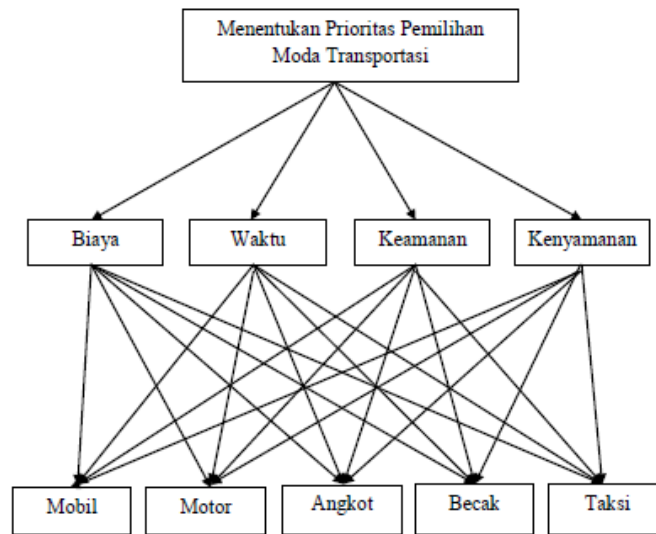 Menentukan Prioritas Pemilihan
Moda Transportasi
Biaya
Waktu
Keamanan
Kenyamanan
Mobil
Motor
Angkot
Becak
Taksi